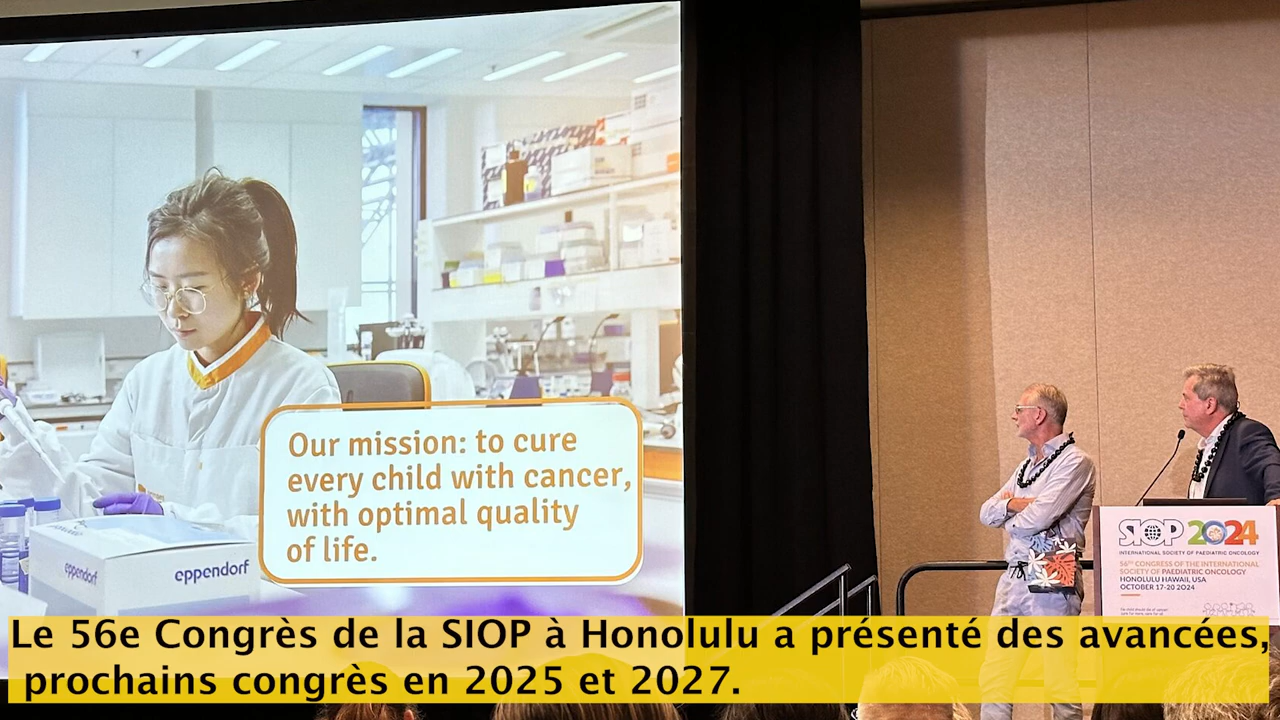 Our mission: to cure
every child with cancer,
with optimal quality
of life.
eppendorf
eppendorf
SIOP 2024
INTERNATIONAL SOCIETY OF PAEDIATRIC ONCOLOGY
56TH CONGRESS OF THE INTERNATIONAL
SOCIETY OF PAEDIATRIC ONCOLOGY
HONOLULU HAWAII, USA
OCTOBER 17-20 2024
Le 56e Congrès de la SIOP à Honolulu a présenté des avancées,
prochains congrès en 2025 et 2027.